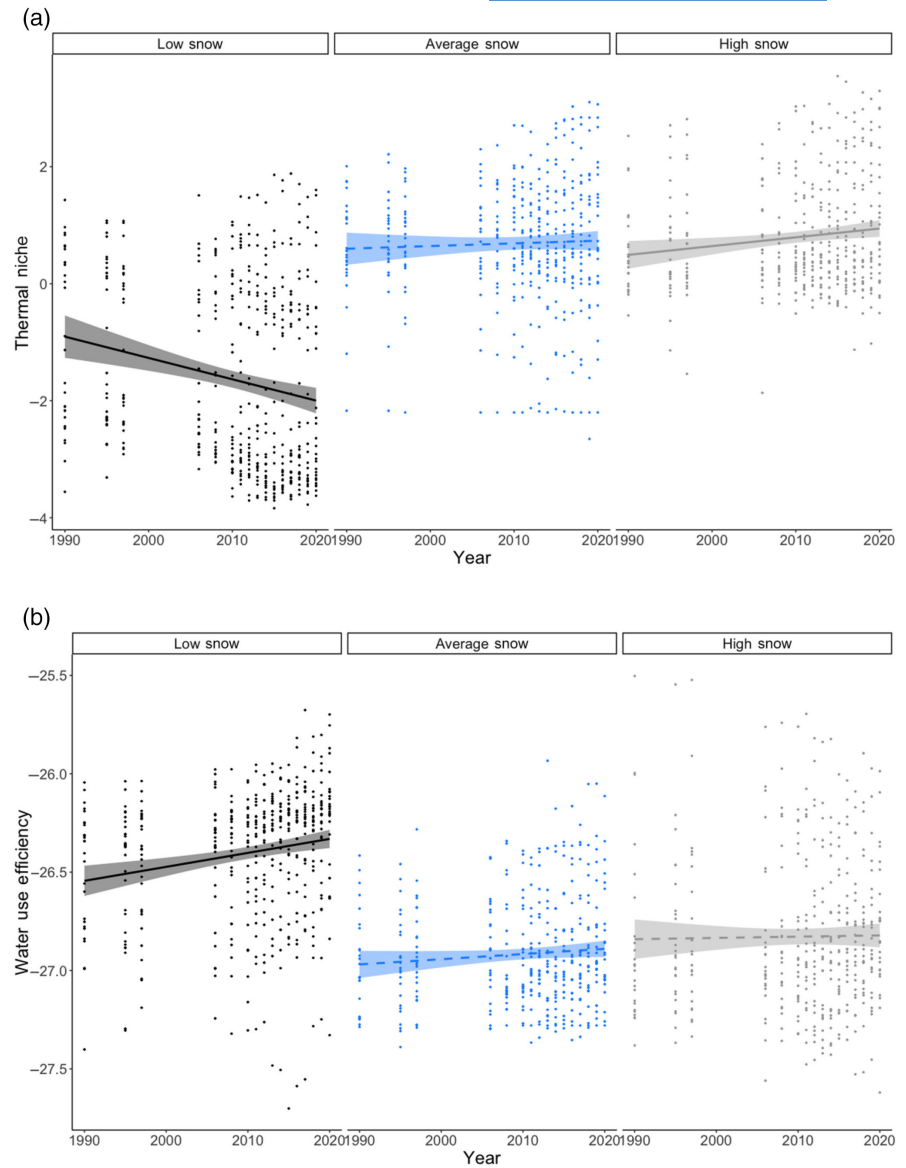 (a)
Low snow Average snow High snow
Thermal niche
2
0
−2
−4
1990 2000 2010 2020 1990 2000 2010 2020 1990 2000 2010 2020
Year
(b)
Low snow Average snow High snow
Water use efficiency
−25.5
−26.0
−26.5
−27.0
−27.5
1990 2000 2010 2020 1990 2000 2010 2020 1990 2000 2010 2020
Year